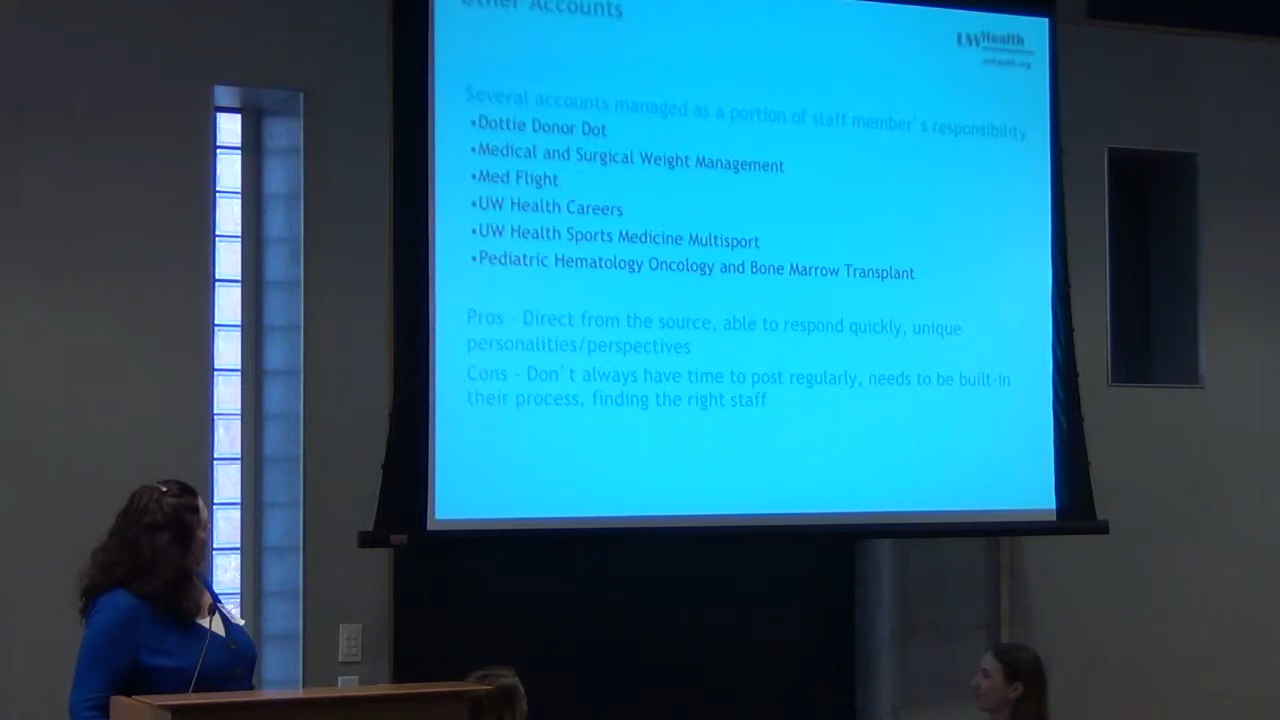 Other Accounts
UWHealth
uwhealth.org
Several accounts managed as a portion of staff member's responsibility
•Dottie Donor Dot
•Medical and Surgical Weight Management
•Med Flight
•UW Health Careers
•UW Health Sports Medicine Multisport
•Pediatric Hematology Oncology and Bone Marrow Transplant
Pros - Direct from the source, able to respond quickly, unique
personalities/perspectives
Cons - Don't always have time to post regularly, needs to be built-in
their process, finding the right staff